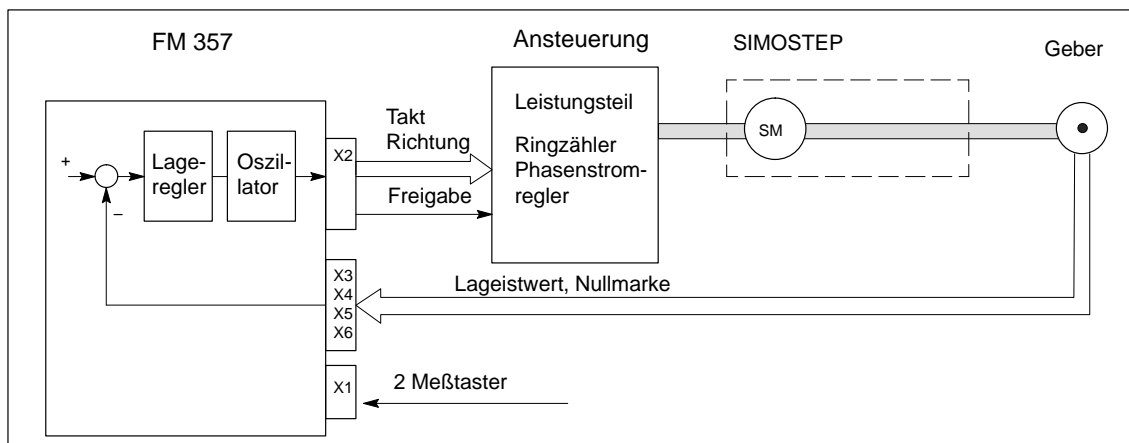 FM 357
Ansteuerung
SIMOSTEP
Geber
+
–
Lage-
regler
Oszil-
lator
X2
Takt
Richtung
Freigabe
Leistungsteil
Ringzähler
Phasenstrom-
regler
SM
X3
X4
X5
X6
Lageistwert, Nullmarke
X1
2 Meßtaster